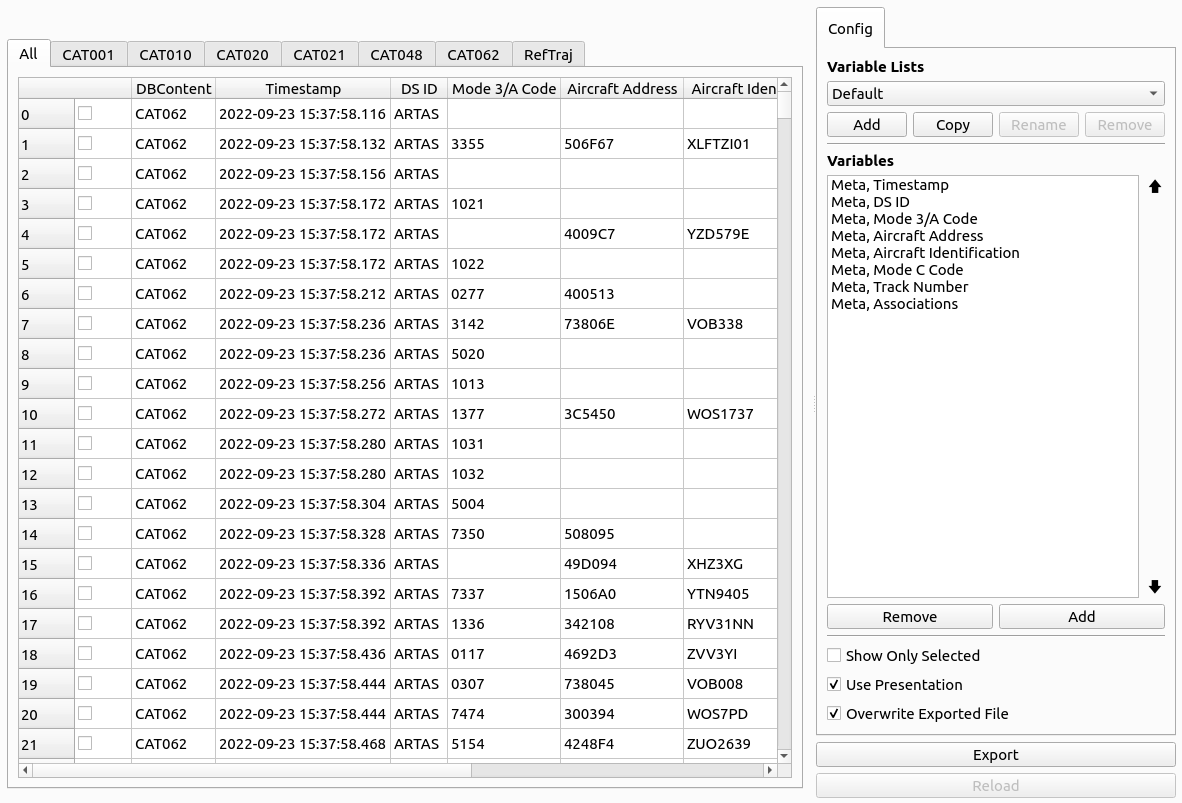 All CAT001 CAT010 CAT020 CAT021 CAT048 CAT062 RefTraj
DBContent Timestamp DS ID Mode 3/A Code Aircraft Address Aircraft Iden
0 CAT062 2022-09-23 15:37:58.116 ARTAS
1 CAT062 2022-09-23 15:37:58.132 ARTAS 3355 506F67 XLFTZI01
2 CAT062 2022-09-23 15:37:58.156 ARTAS
3 CAT062 2022-09-23 15:37:58.172 ARTAS 1021
4 CAT062 2022-09-23 15:37:58.172 ARTAS 4009C7 YZD579E
5 CAT062 2022-09-23 15:37:58.172 ARTAS 1022
6 CAT062 2022-09-23 15:37:58.212 ARTAS 0277 400513
7 CAT062 2022-09-23 15:37:58.236 ARTAS 3142 73806E VOB338
8 CAT062 2022-09-23 15:37:58.236 ARTAS 5020
9 CAT062 2022-09-23 15:37:58.256 ARTAS 1013
10 CAT062 2022-09-23 15:37:58.272 ARTAS 1377 3C5450 WOS1737
11 CAT062 2022-09-23 15:37:58.280 ARTAS 1031
12 CAT062 2022-09-23 15:37:58.280 ARTAS 1032
13 CAT062 2022-09-23 15:37:58.304 ARTAS 5004
14 CAT062 2022-09-23 15:37:58.328 ARTAS 7350 508095
15 CAT062 2022-09-23 15:37:58.336 ARTAS 49D094 XHZ3XG
16 CAT062 2022-09-23 15:37:58.392 ARTAS 7337 1506A0 YTN9405
17 CAT062 2022-09-23 15:37:58.392 ARTAS 1336 342108 RYV31NN
18 CAT062 2022-09-23 15:37:58.436 ARTAS 0117 4692D3 ZVV3YI
19 CAT062 2022-09-23 15:37:58.444 ARTAS 0307 738045 VOB008
20 CAT062 2022-09-23 15:37:58.444 ARTAS 7474 300394 WOS7PD
21 CAT062 2022-09-23 15:37:58.468 ARTAS 5154 4248F4 ZUO2639
Config
Variable Lists
Default
Add Copy Rename Remove
Variables
Meta, Timestamp
Meta, DS ID
Meta, Mode 3/A Code
Meta, Aircraft Address
Meta, Aircraft Identification
Meta, Mode C Code
Meta, Track Number
Meta, Associations
Remove Add
Show Only Selected
Use Presentation
Overwrite Exported File
Export
Reload